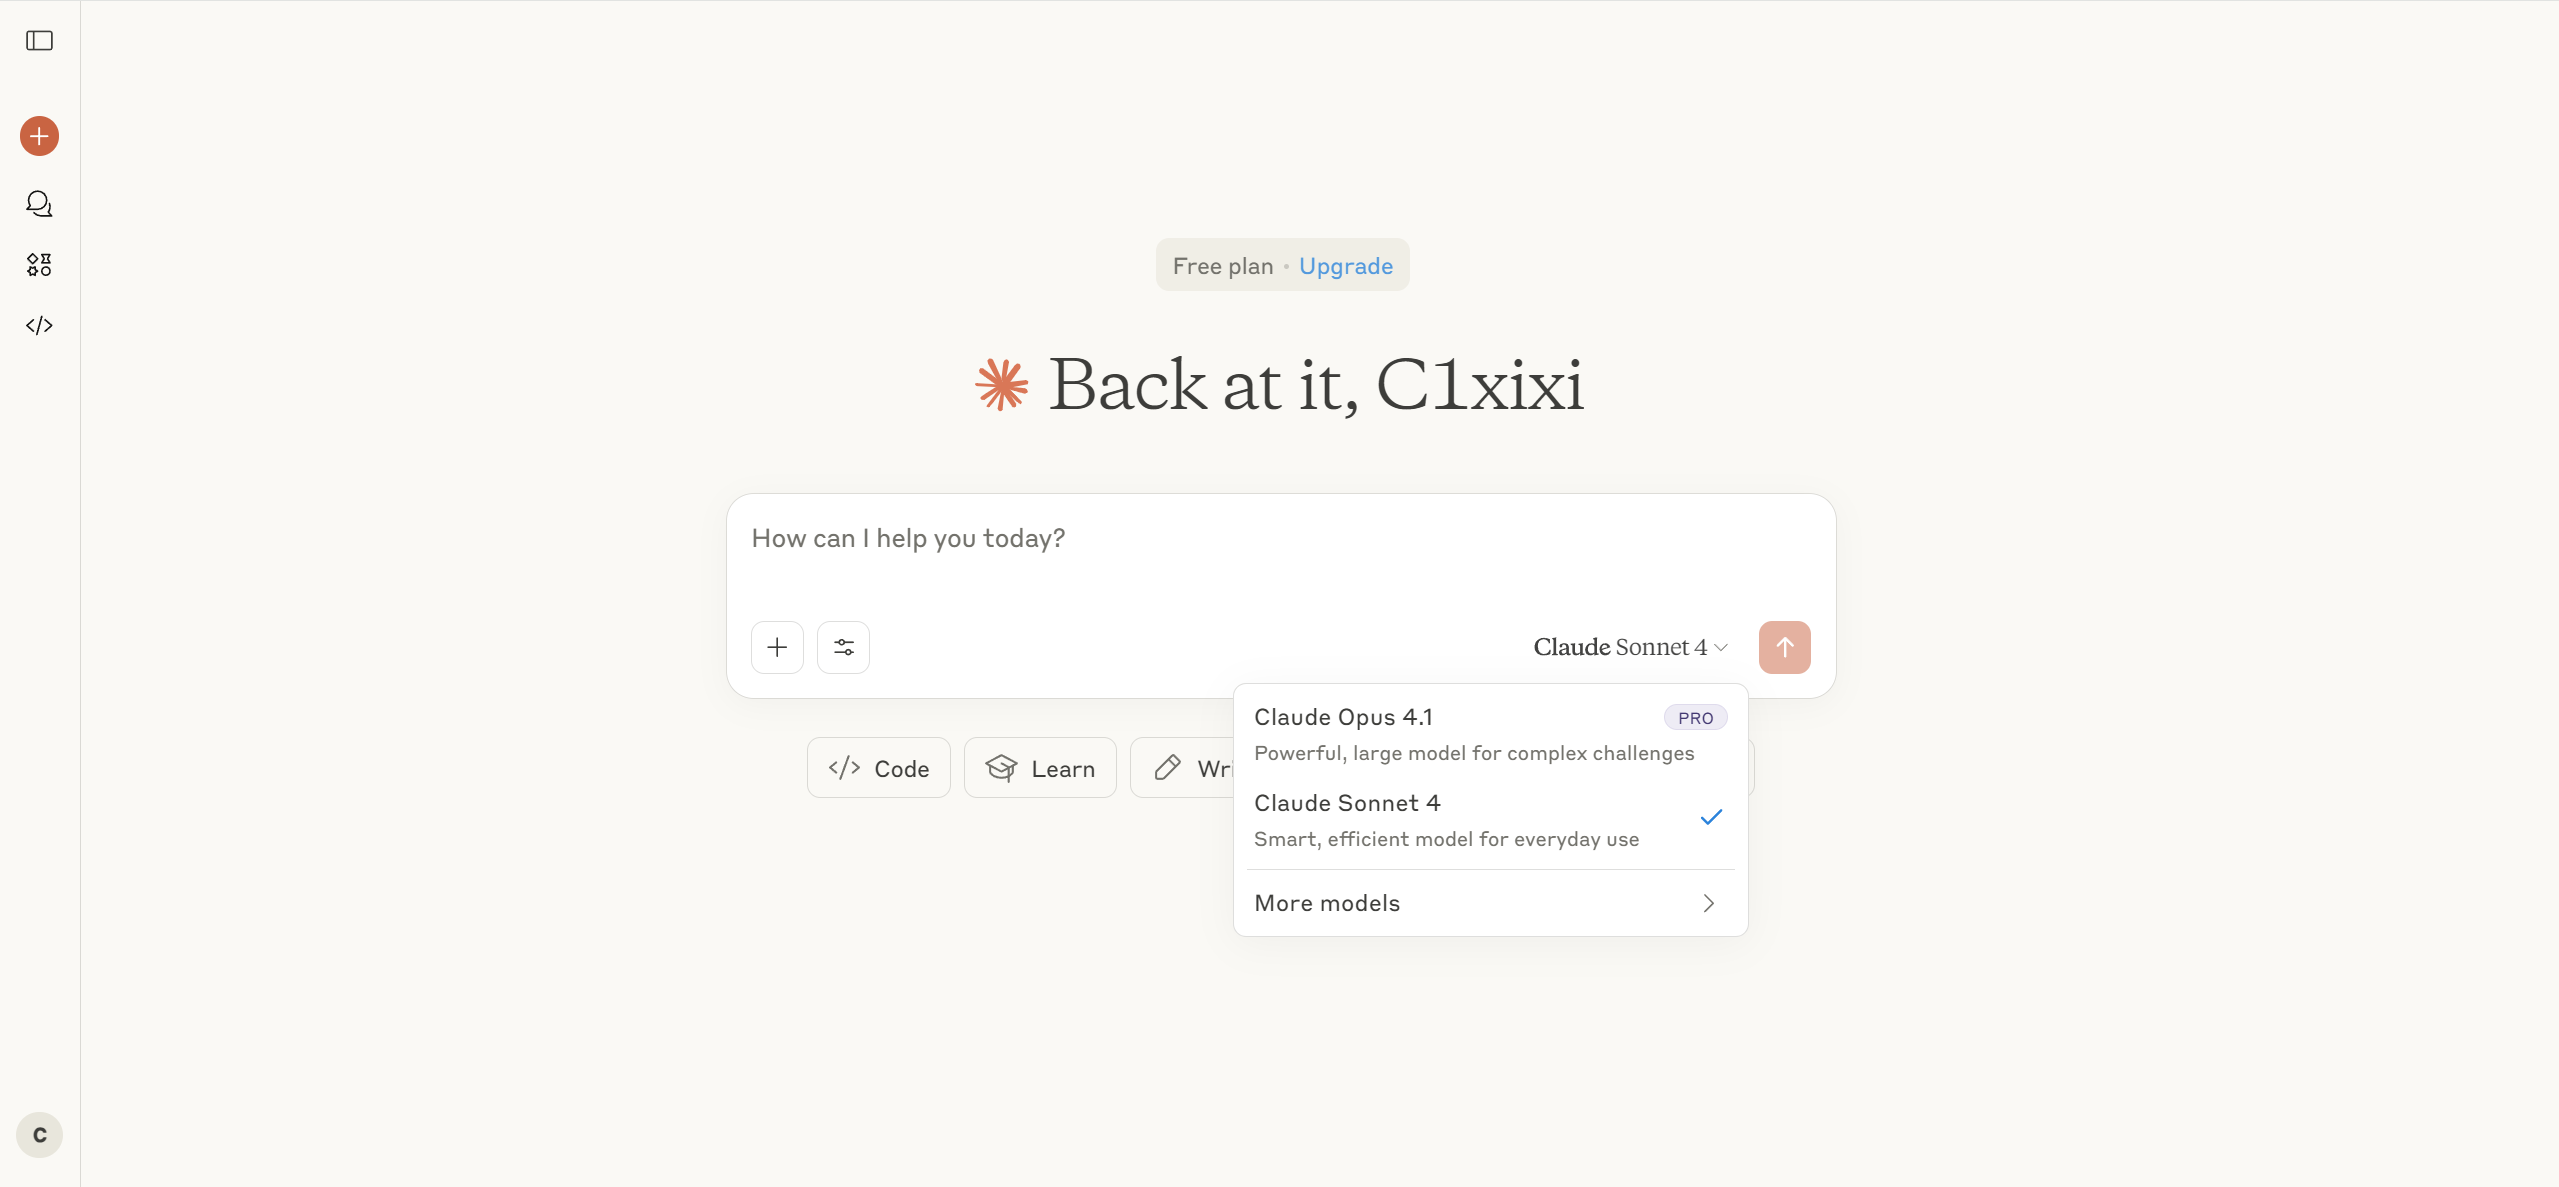 Free plan • Upgrade
Back at it, C1xixi
How can I help you today?
Claude Sonnet 4
Claude Opus 4.1 PRO
Powerful, large model for complex challenges
Claude Sonnet 4
Smart, efficient model for everyday use
More models
Code
Learn
Wri
C